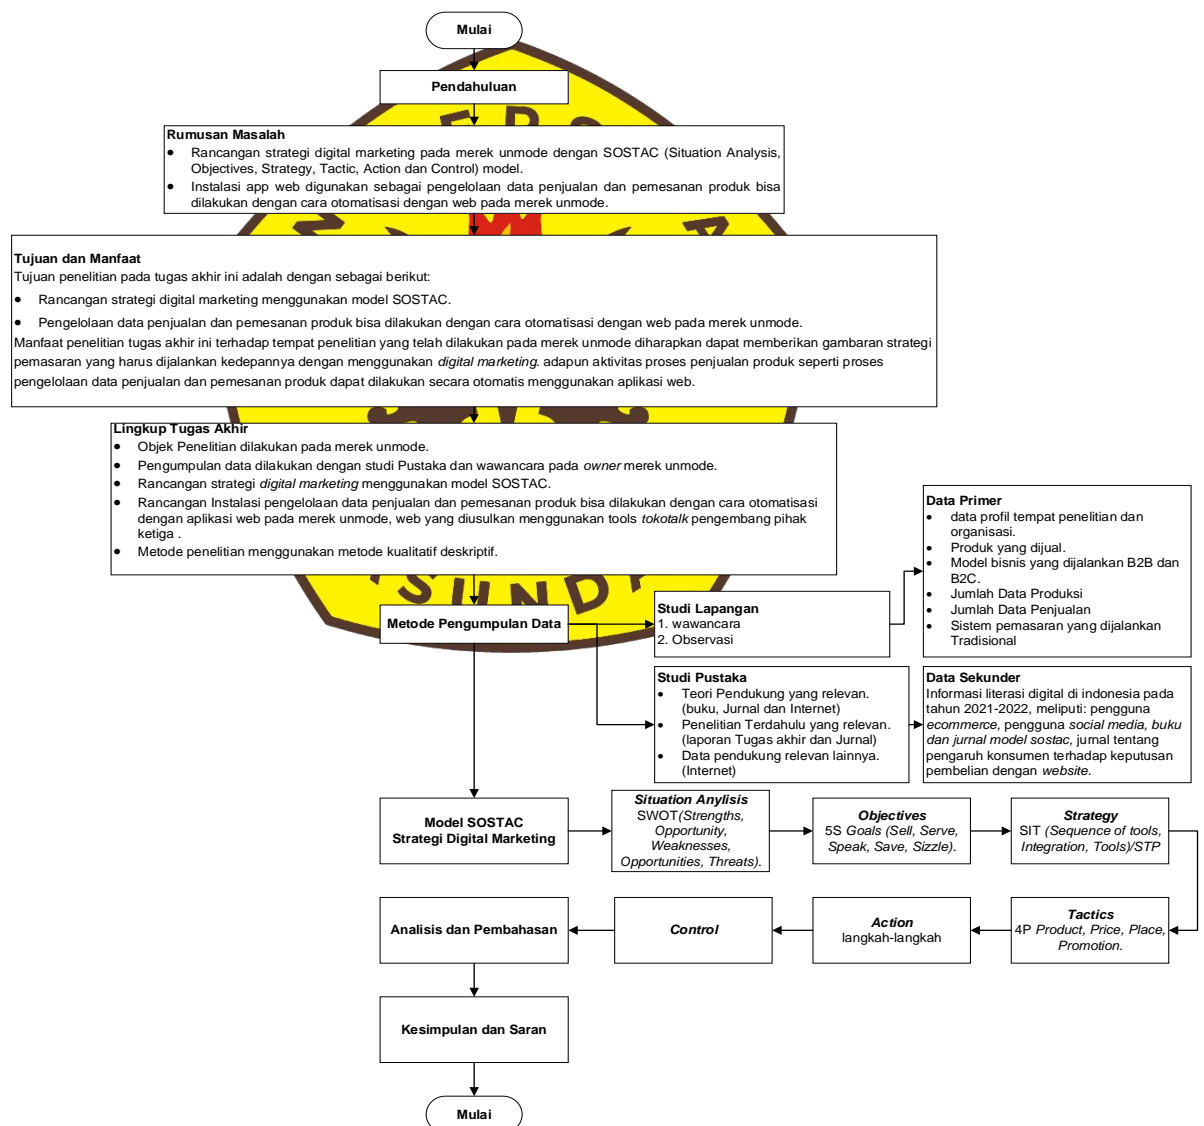 Mulai
Pendahuluan
Rumusan Masalah
• Rancangan strategi digital marketing pada merek unmode dengan SOSTAC (Situation Analysis,
Objectives, Strategy, Tactic, Action dan Control) model.
• Instalasi app web digunakan sebagai pengelolaan data penjualan dan pemesanan produk bisa
dilakukan dengan cara otomatisasi dengan web pada merek unmode.
Tujuan dan Manfaat
Tujuan penelitian pada tugas akhir ini adalah dengan sebagai berikut:
• Rancangan strategi digital marketing menggunakan model SOSTAC.
• Pengelolaan data penjualan dan pemesanan produk bisa dilakukan dengan cara otomatisasi dengan web pada merek unmode.
Manfaat penelitian tugas akhir ini terhadap tempat penelitian yang telah dilakukan pada merek unmode diharapkan dapat memberikan gambaran strategi
pemasaran yang harus dijalankan kedepannya dengan menggunakan digital marketing. adapun aktivitas proses penjualan produk seperti proses
pengelolaan data penjualan dan pemesanan produk dapat dilakukan secara otomatis menggunakan aplikasi web.
Lingkup Tugas Akhir
• Objek Penelitian dilakukan pada merek unmode.
• Pengumpulan data dilakukan dengan studi Pustaka dan wawancara pada owner merek unmode.
• Rancangan strategi digital marketing menggunakan model SOSTAC.
• Rancangan Instalasi pengelolaan data penjualan dan pemesanan produk bisa dilakukan dengan cara otomatisasi
dengan aplikasi web pada merek unmode, web yang diusulkan menggunakan tools tokotalk pengembang pihak
ketiga .
• Metode penelitian menggunakan metode kualitatif deskriptif.
Metode Pengumpulan Data
Studi Lapangan
1. wawancara
2. Observasi
Data Primer
• data profil tempat penelitian dan
organisasi.
• Produk yang dijual.
• Model bisnis yang dijalankan B2B dan
B2C.
• Jumlah Data Produksi
• Jumlah Data Penjualan
• Sistem pemasaran yang dijalankan
Tradisional
Studi Pustaka
• Teori Pendukung yang relevan.
(buku, Jurnal dan Internet)
• Penelitian Terdahulu yang relevan.
(laporan Tugas akhir dan Jurnal)
• Data pendukung relevan lainnya.
(Internet)
Data Sekunder
Informasi literasi digital di indonesia pada
tahun 2021-2022, meliputi: pengguna
ecommerce, pengguna social media, buku
dan jurnal model sostac, jurnal tentang
pengaruh konsumen terhadap keputusan
pembelian dengan website.
Model SOSTAC
Strategi Digital Marketing
Situation Anylisis
SWOT(Strengths,
Opportunity,
Weaknesses,
Opportunities, Threats).
Objectives
5S Goals (Sell, Serve,
Speak, Save, Sizzle).
Strategy
SIT (Sequence of tools,
Integration, Tools)/STP
Tactics
4P Product, Price, Place,
Promotion.
Action
langkah-langkah
Control
Analisis dan Pembahasan
Kesimpulan dan Saran
Mulai